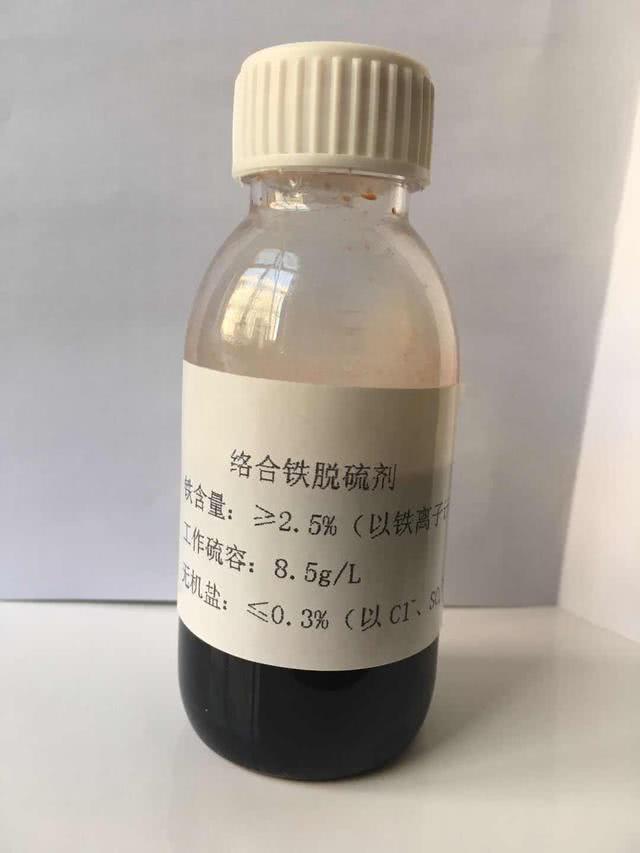 络合铁脱硫剂
铁含量：≥2.5%（以铁离子计
工作硫容：8.5g/L
无机盐：≤0.3%（以Cl⁻、SO